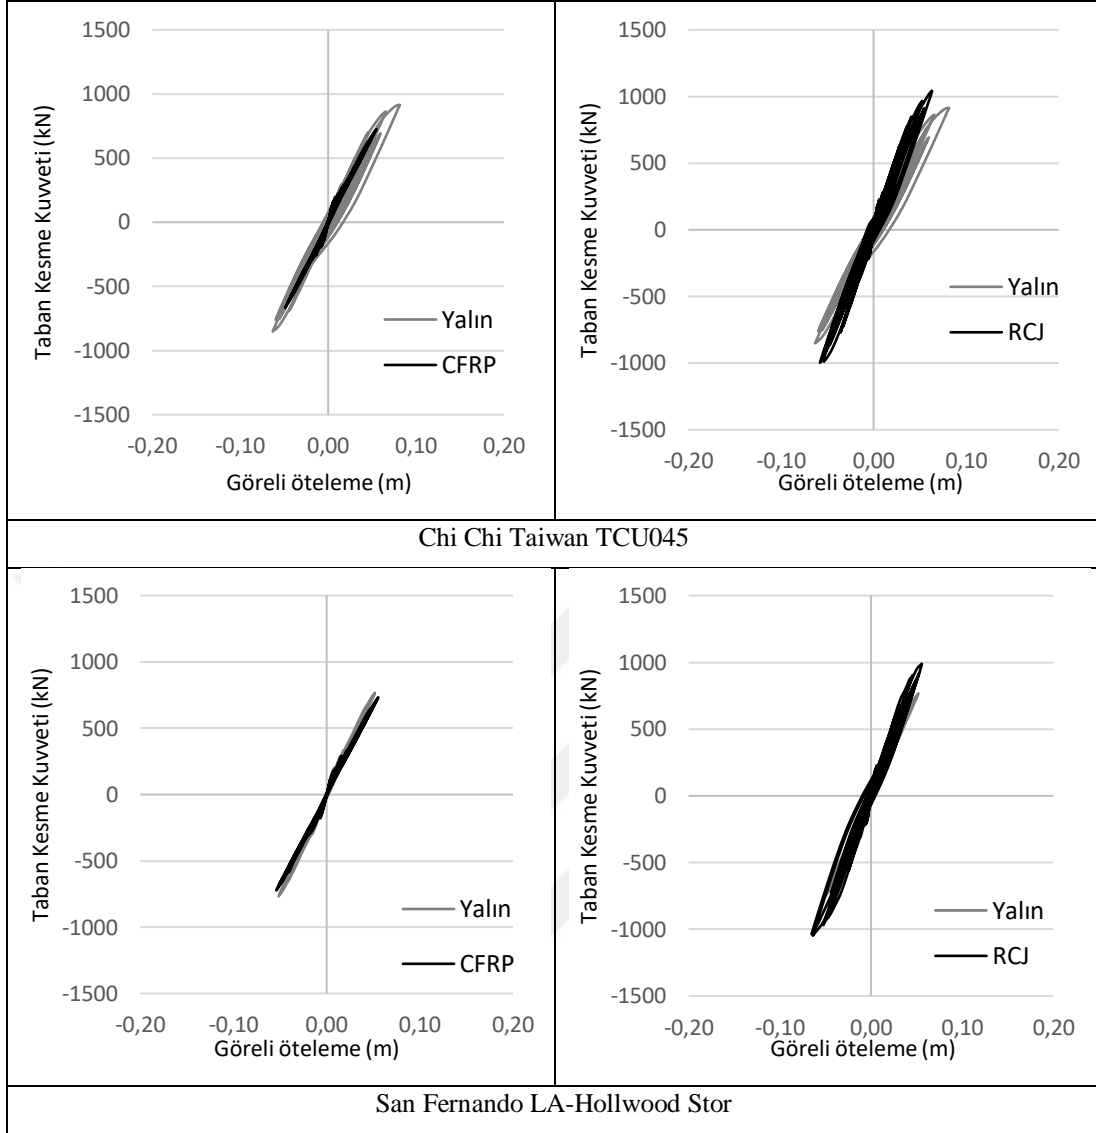 1500
1000
500
0
-500
-1000
-1500
-0,20 -0,10 0,00 0,10 0,20
Taban Kesme Kuvveti (kN)
Göreli öteleme (m)
Yalın
CFRP
1500
1000
500
0
-500
-1000
-1500
-0,20 -0,10 0,00 0,10 0,20
Taban Kesme Kuvveti (kN)
Göreli öteleme (m)
Yalın
RCJ
Chi Chi Taiwan TCU045
1500
1000
500
0
-500
-1000
-1500
-0,20 -0,10 0,00 0,10 0,20
Taban Kesme Kuvveti (kN)
Göreli öteleme (m)
Yalın
CFRP
1500
1000
500
0
-500
-1000
-1500
-0,20 -0,10 0,00 0,10 0,20
Taban Kesme Kuvveti (kN)
Göreli öteleme (m)
Yalın
RCJ
San Fernando LA-Hollwood Stor